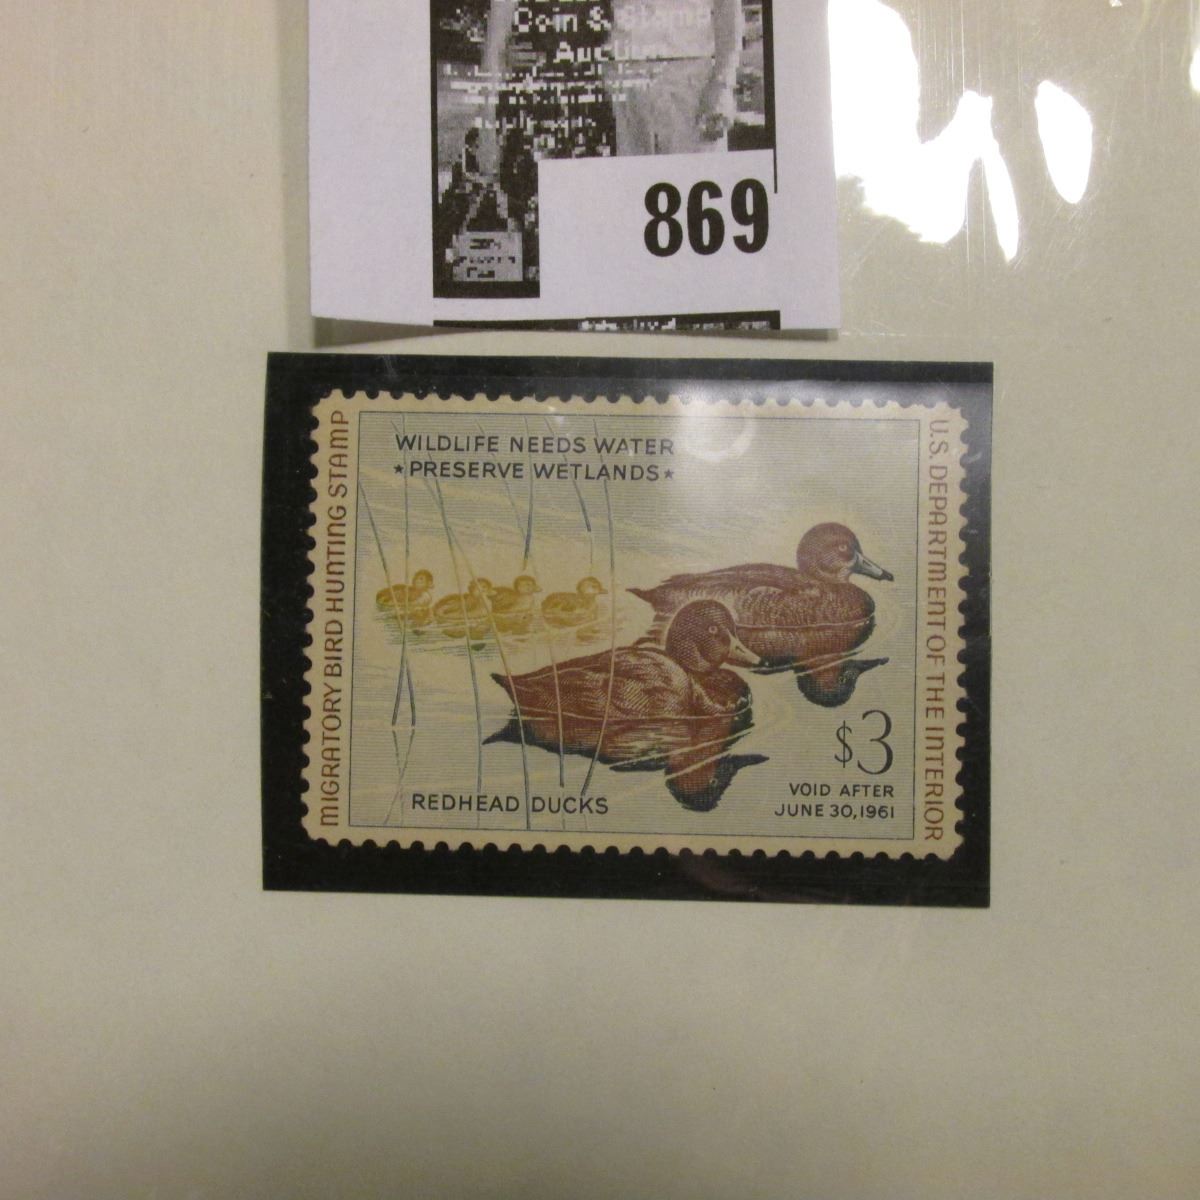 Coin & Stamp
Auction
869
MIGRATORY BIRD HUNTING STAMP
WILDLIFE NEEDS WATER
★PRESERVE WETLANDS★
U.S. DEPARTMENT OF THE INTERIOR
$3
VOID AFTER
JUNE 30, 1961
REDHEAD DUCKS